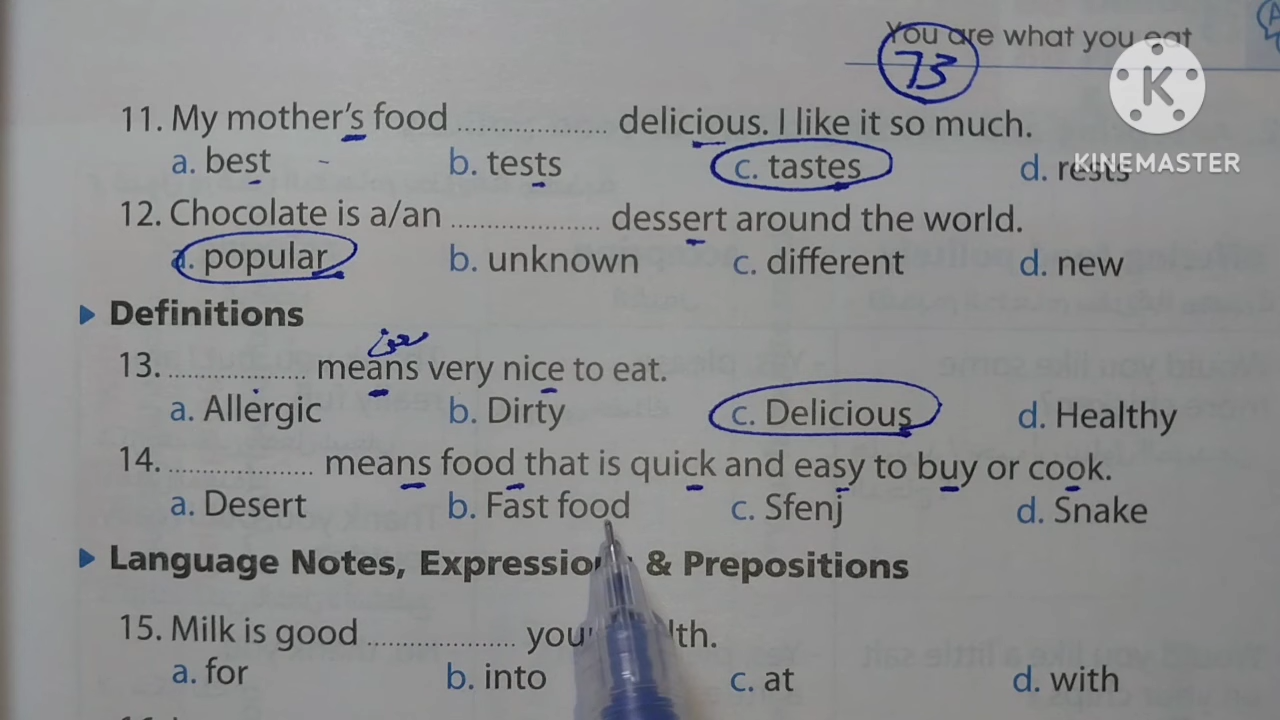 You are what you eat
73
KINEMASTER
11. My mother's food .................... delicious. I like it so much.
a. best b. tests c. tastes d. rests
12. Chocolate is a/an .................... dessert around the world.
a. popular b. unknown c. different d. new
Definitions
13. .................... means very nice to eat.
a. Allergic b. Dirty c. Delicious d. Healthy
14. .................... means food that is quick and easy to buy or cook.
a. Desert b. Fast food c. Sfenj d. Snake
Language Notes, Expressions & Prepositions
15. Milk is good .................... your health.
a. for b. into c. at d. with